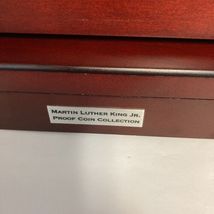 Martin Luther King Jr.
Proof Coin Collection